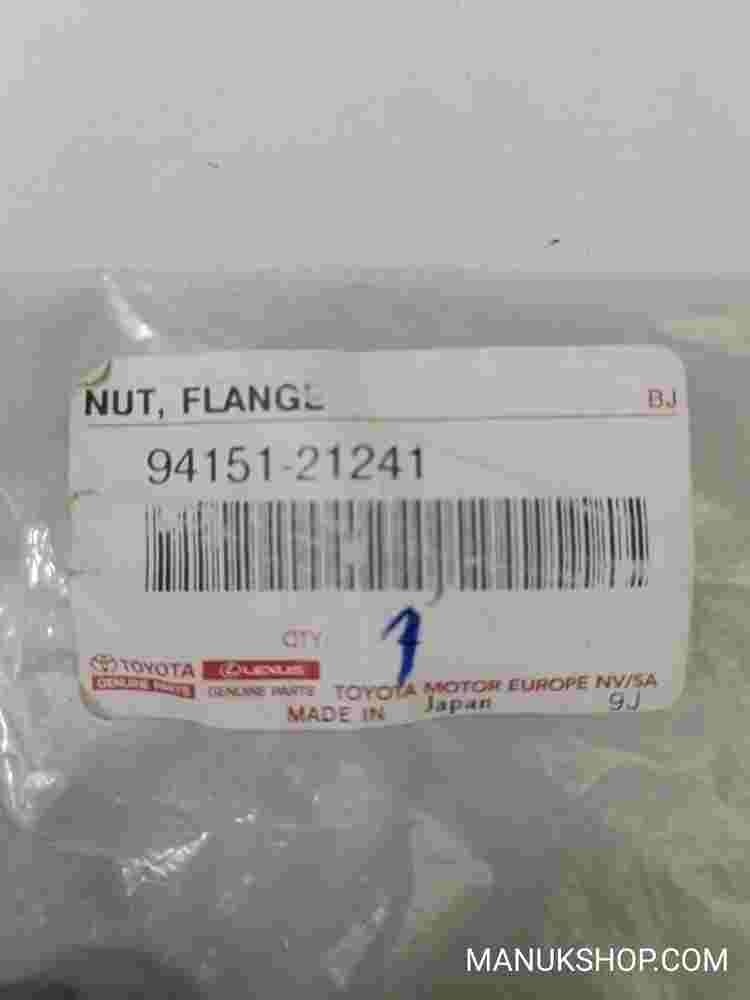 NUT, FLANGE BJ
94151-21241
QTY 1
TOYOTA LEXUS
GENUINE PARTS GENUINE PARTS TOYOTA MOTOR EUROPE NV/SA
MADE IN Japan 9J
MANUKSHOP.COM